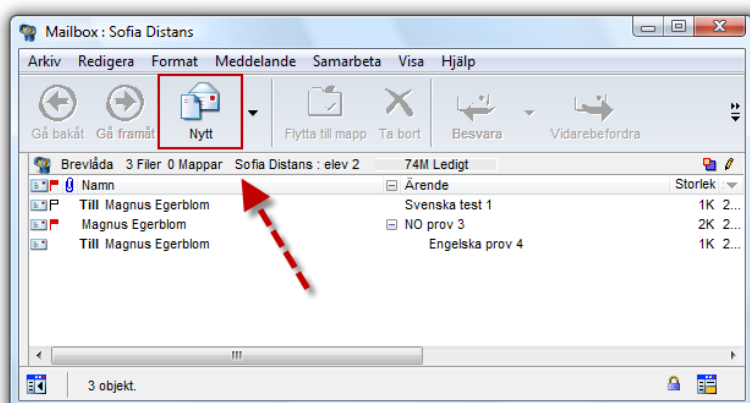 Mailbox : Sofia Distans
Arkiv Redigera Format Meddelande Samarbeta Visa Hjälp
Gå bakåt Gå framåt Nytt Flytta till mapp Ta bort Besvara Vidarebefordra
Brevlåda 3 Filer 0 Mappar Sofia Distans : elev 2 74M Ledigt
Namn Ärende Storlek
Till Magnus Egerblom Svenska test 1 1K 2...
Magnus Egerblom NO prov 3 2K 2...
Till Magnus Egerblom Engelska prov 4 1K 2...
3 objekt.